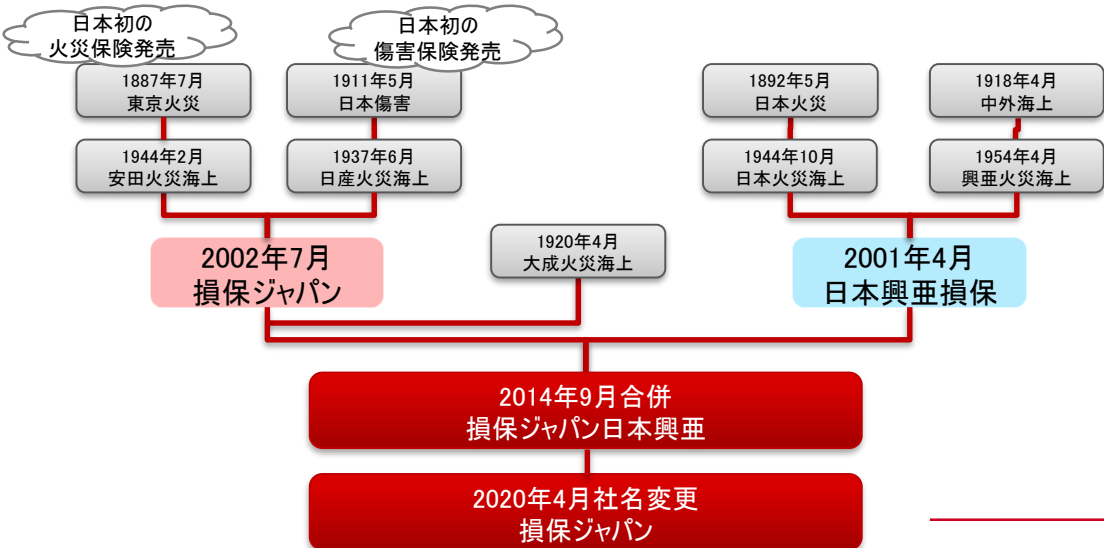 日本初の
火災保険発売
日本初の
傷害保険発売
1887年7月
東京火災
1911年5月
日本傷害
1892年5月
日本火災
1918年4月
中外海上
1944年2月
安田火災海上
1937年6月
日産火災海上
1944年10月
日本火災海上
1954年4月
興亜火災海上
2002年7月
損保ジャパン
1920年4月
大成火災海上
2001年4月
日本興亜損保
2014年9月合併
損保ジャパン日本興亜
2020年4月社名変更
損保ジャパン